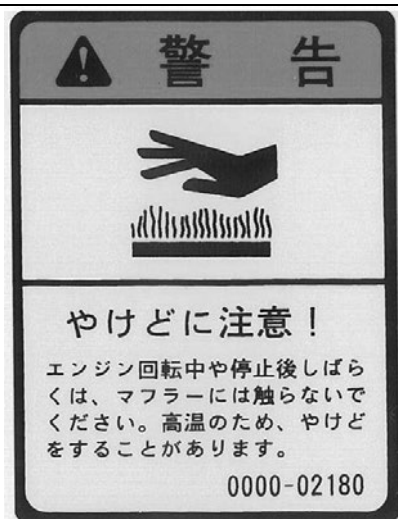 警 告
やけどに注意！
エンジン回転中や停止後しばら
くは、マフラーには触らないで
ください。高温のため、やけど
をすることがあります。
0000-02180